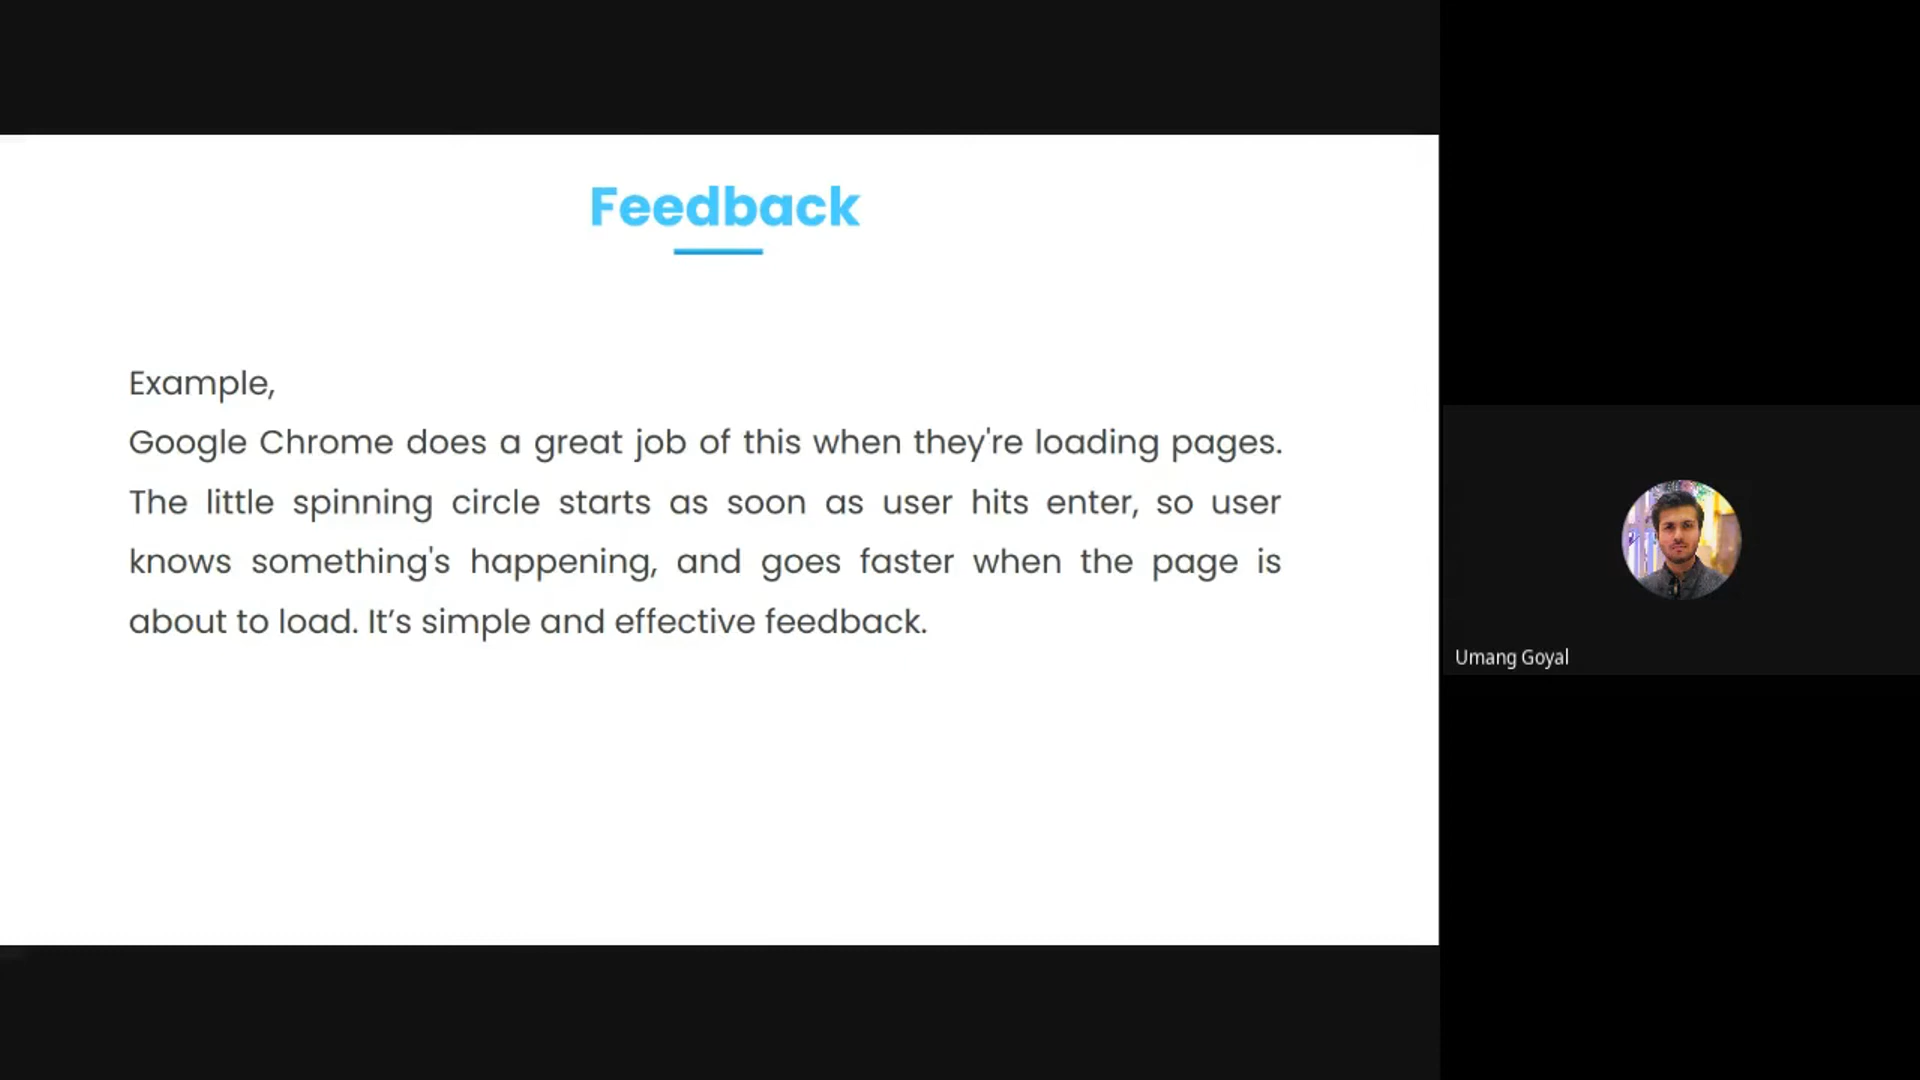 Feedback
Example,
Google Chrome does a great job of this when they're loading pages.
The little spinning circle starts as soon as user hits enter, so user
knows something's happening, and goes faster when the page is
about to load. It’s simple and effective feedback.
Umang Goyal